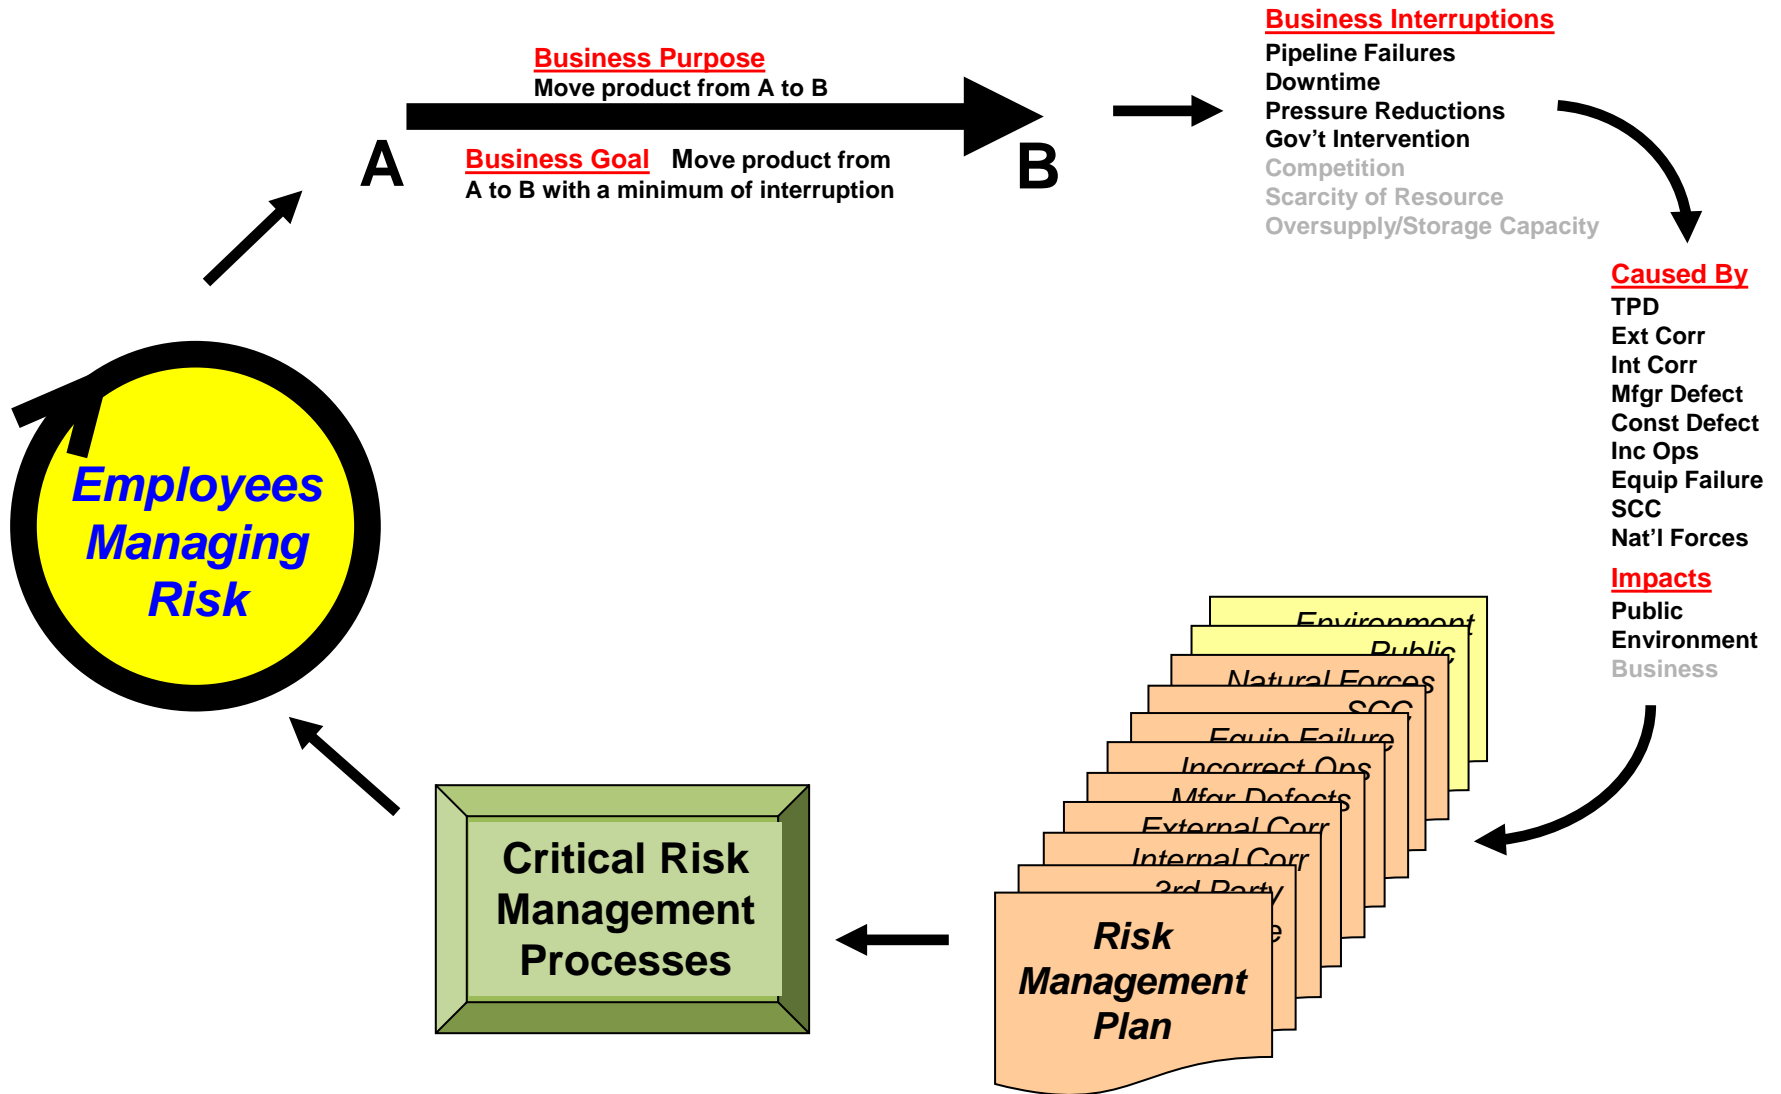 Business Purpose
Move product from A to B
A
B
Business Goal Move product from
A to B with a minimum of interruption
Business Interruptions
Pipeline Failures
Downtime
Pressure Reductions
Gov't Intervention
Competition
Scarcity of Resource
Oversupply/Storage Capacity
Caused By
TPD
Ext Corr
Int Corr
Mfgr Defect
Const Defect
Inc Ops
Equip Failure
SCC
Nat'l Forces
Impacts
Public
Environment
Business
Environment
Public
Natural Forces
SCC
Equip Failure
Incorrect Ops
Mfgr Defects
External Corr
Internal Corr
3rd Party
Risk
Management
Plan
Critical Risk
Management
Processes
Employees
Managing
Risk